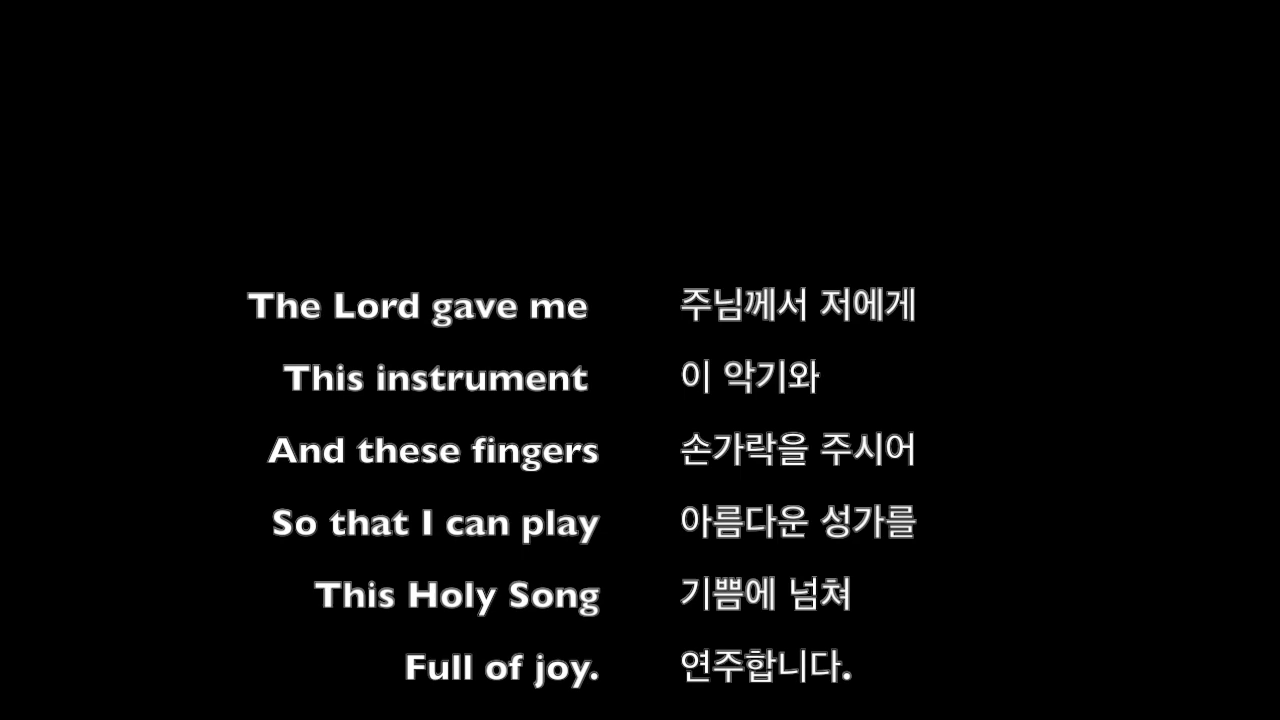 The Lord gave me 주님께서 저에게
This instrument 이 악기와
And these fingers 손가락을 주시어
So that I can play 아름다운 성가를
This Holy Song 기쁨에 넘쳐
Full of joy. 연주합니다.